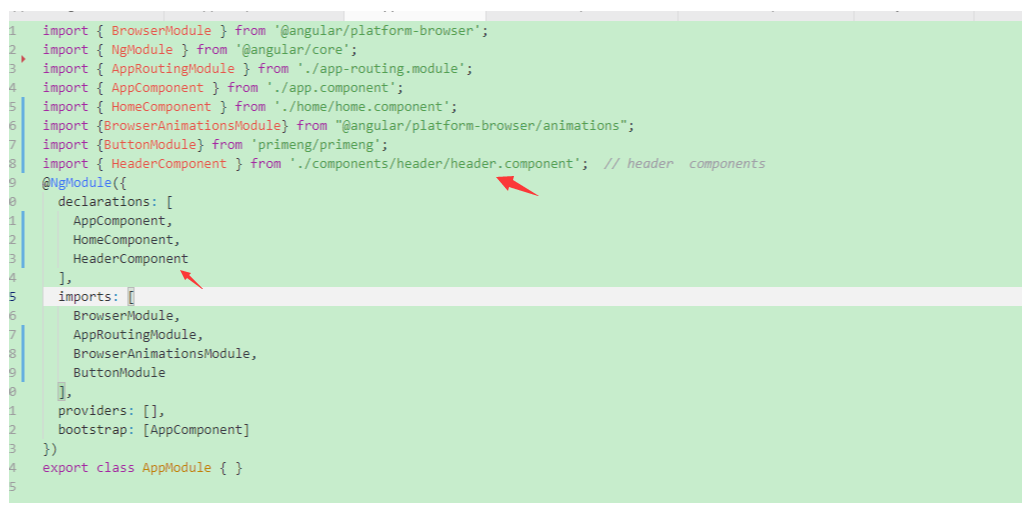 1 import { BrowserModule } from '@angular/platform-browser';
2 import { NgModule } from '@angular/core';
3 import { AppRoutingModule } from './app-routing.module';
4 import { AppComponent } from './app.component';
5 import { HomeComponent } from './home/home.component';
6 import {BrowserAnimationsModule} from "@angular/platform-browser/animations";
7 import {ButtonModule} from 'primeng/primeng';
8 import { HeaderComponent } from './components/header/header.component';  // header  components
9 @NgModule({
0   declarations: [
1     AppComponent,
2     HomeComponent,
3     HeaderComponent
4   ],
5   imports: [
6     BrowserModule,
7     AppRoutingModule,
8     BrowserAnimationsModule,
9     ButtonModule
0   ],
1   providers: [],
2   bootstrap: [AppComponent]
3 })
4 export class AppModule { }
5